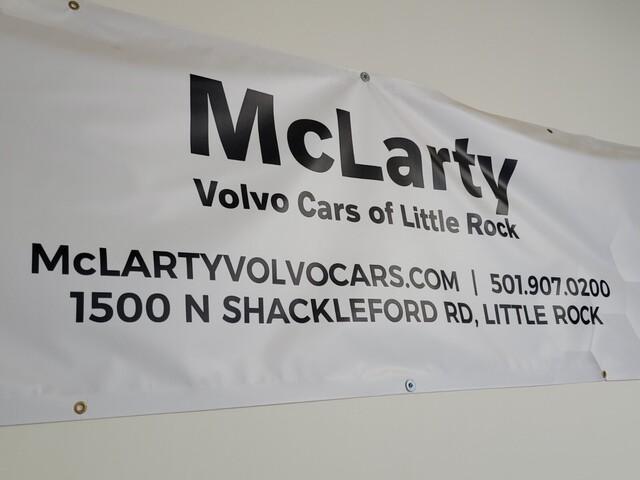 McLarty
Volvo Cars of Little Rock
McLARTYVOLVOCARS.COM | 501.907.0200
1500 N SHACKLEFORD RD, LITTLE ROCK